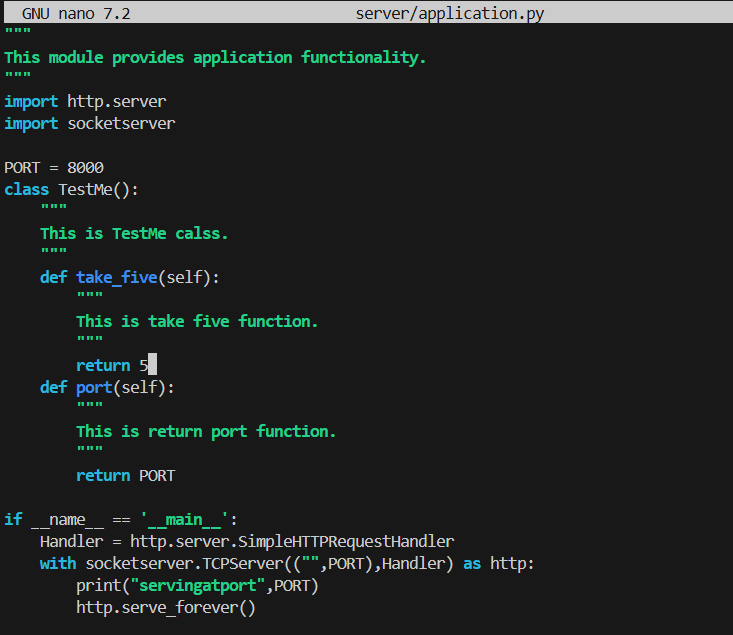 GNU nano 7.2 server/application.py
"""
This module provides application functionality.
"""
import http.server
import socketserver

PORT = 8000
class TestMe():
    """
    This is TestMe calss.
    """
    def take_five(self):
        """
        This is take five function.
        """
        return 5
    def port(self):
        """
        This is return port function.
        """
        return PORT

if __name__ == '__main__':
    Handler = http.server.SimpleHTTPRequestHandler
    with socketserver.TCPServer(("",PORT),Handler) as http:
        print("servingatport",PORT)
        http.serve_forever()